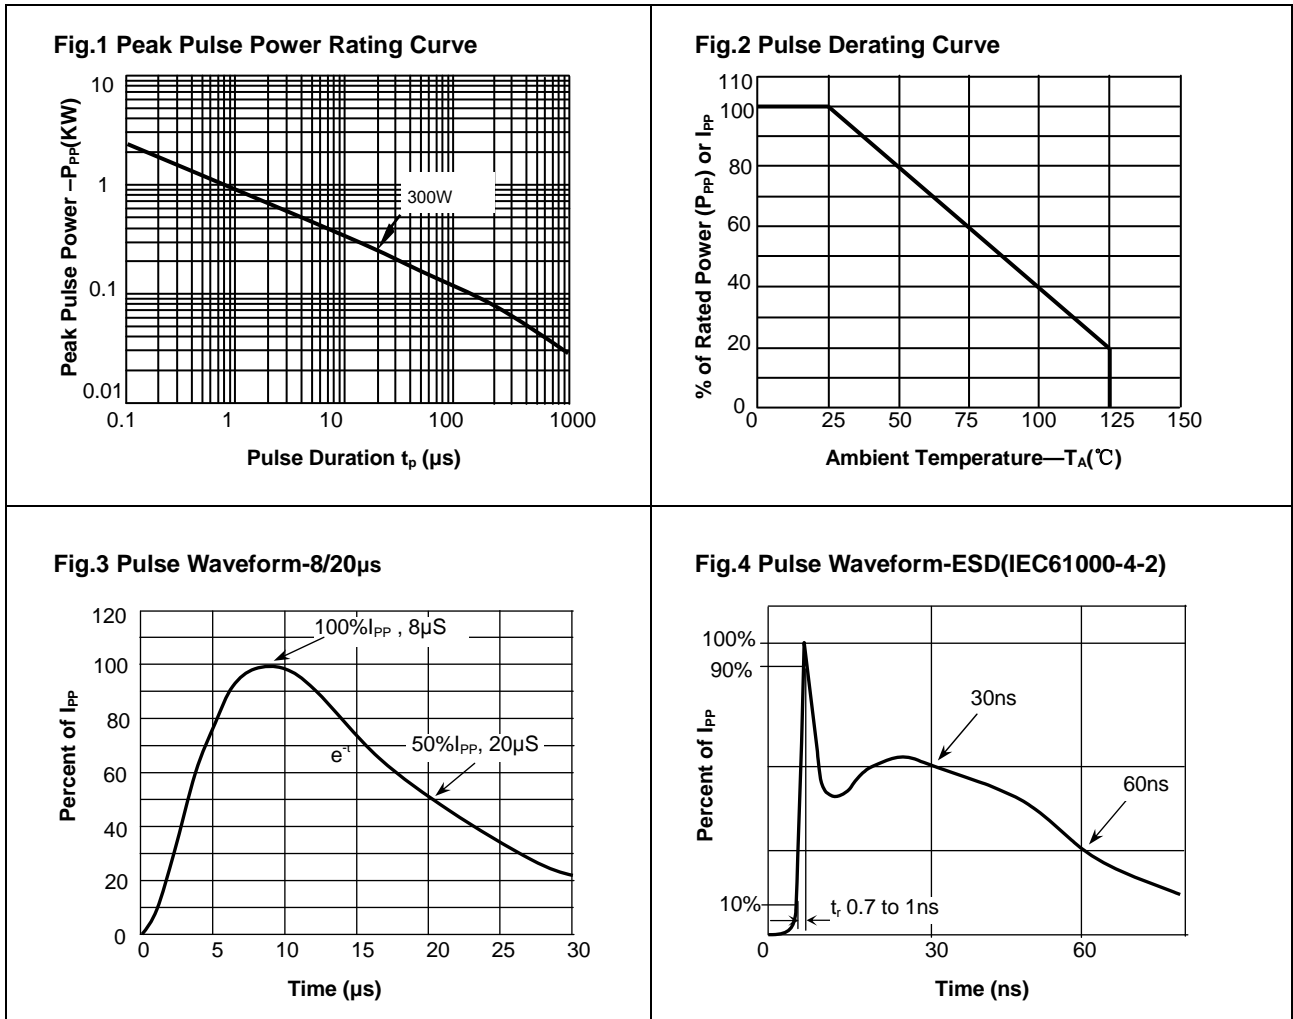 Fig.1 Peak Pulse Power Rating Curve
Peak Pulse Power –PPP(KW)
10
1
0.1
0.01
300W
0.1 1 10 100 1000
Pulse Duration tp (µs)
Fig.2 Pulse Derating Curve
% of Rated Power (PPP) or IPP
110
100
80
60
40
20
0
0 25 50 75 100 125 150
Ambient Temperature—TA(℃)
Fig.3 Pulse Waveform-8/20µs
Percent of IPP
120
100
80
60
40
20
0
100%IPP , 8µS
e-t
50%IPP, 20µS
0 5 10 15 20 25 30
Time (µs)
Fig.4 Pulse Waveform-ESD(IEC61000-4-2)
Percent of IPP
100%
90%
10%
30ns
60ns
tr 0.7 to 1ns
0 30 60
Time (ns)